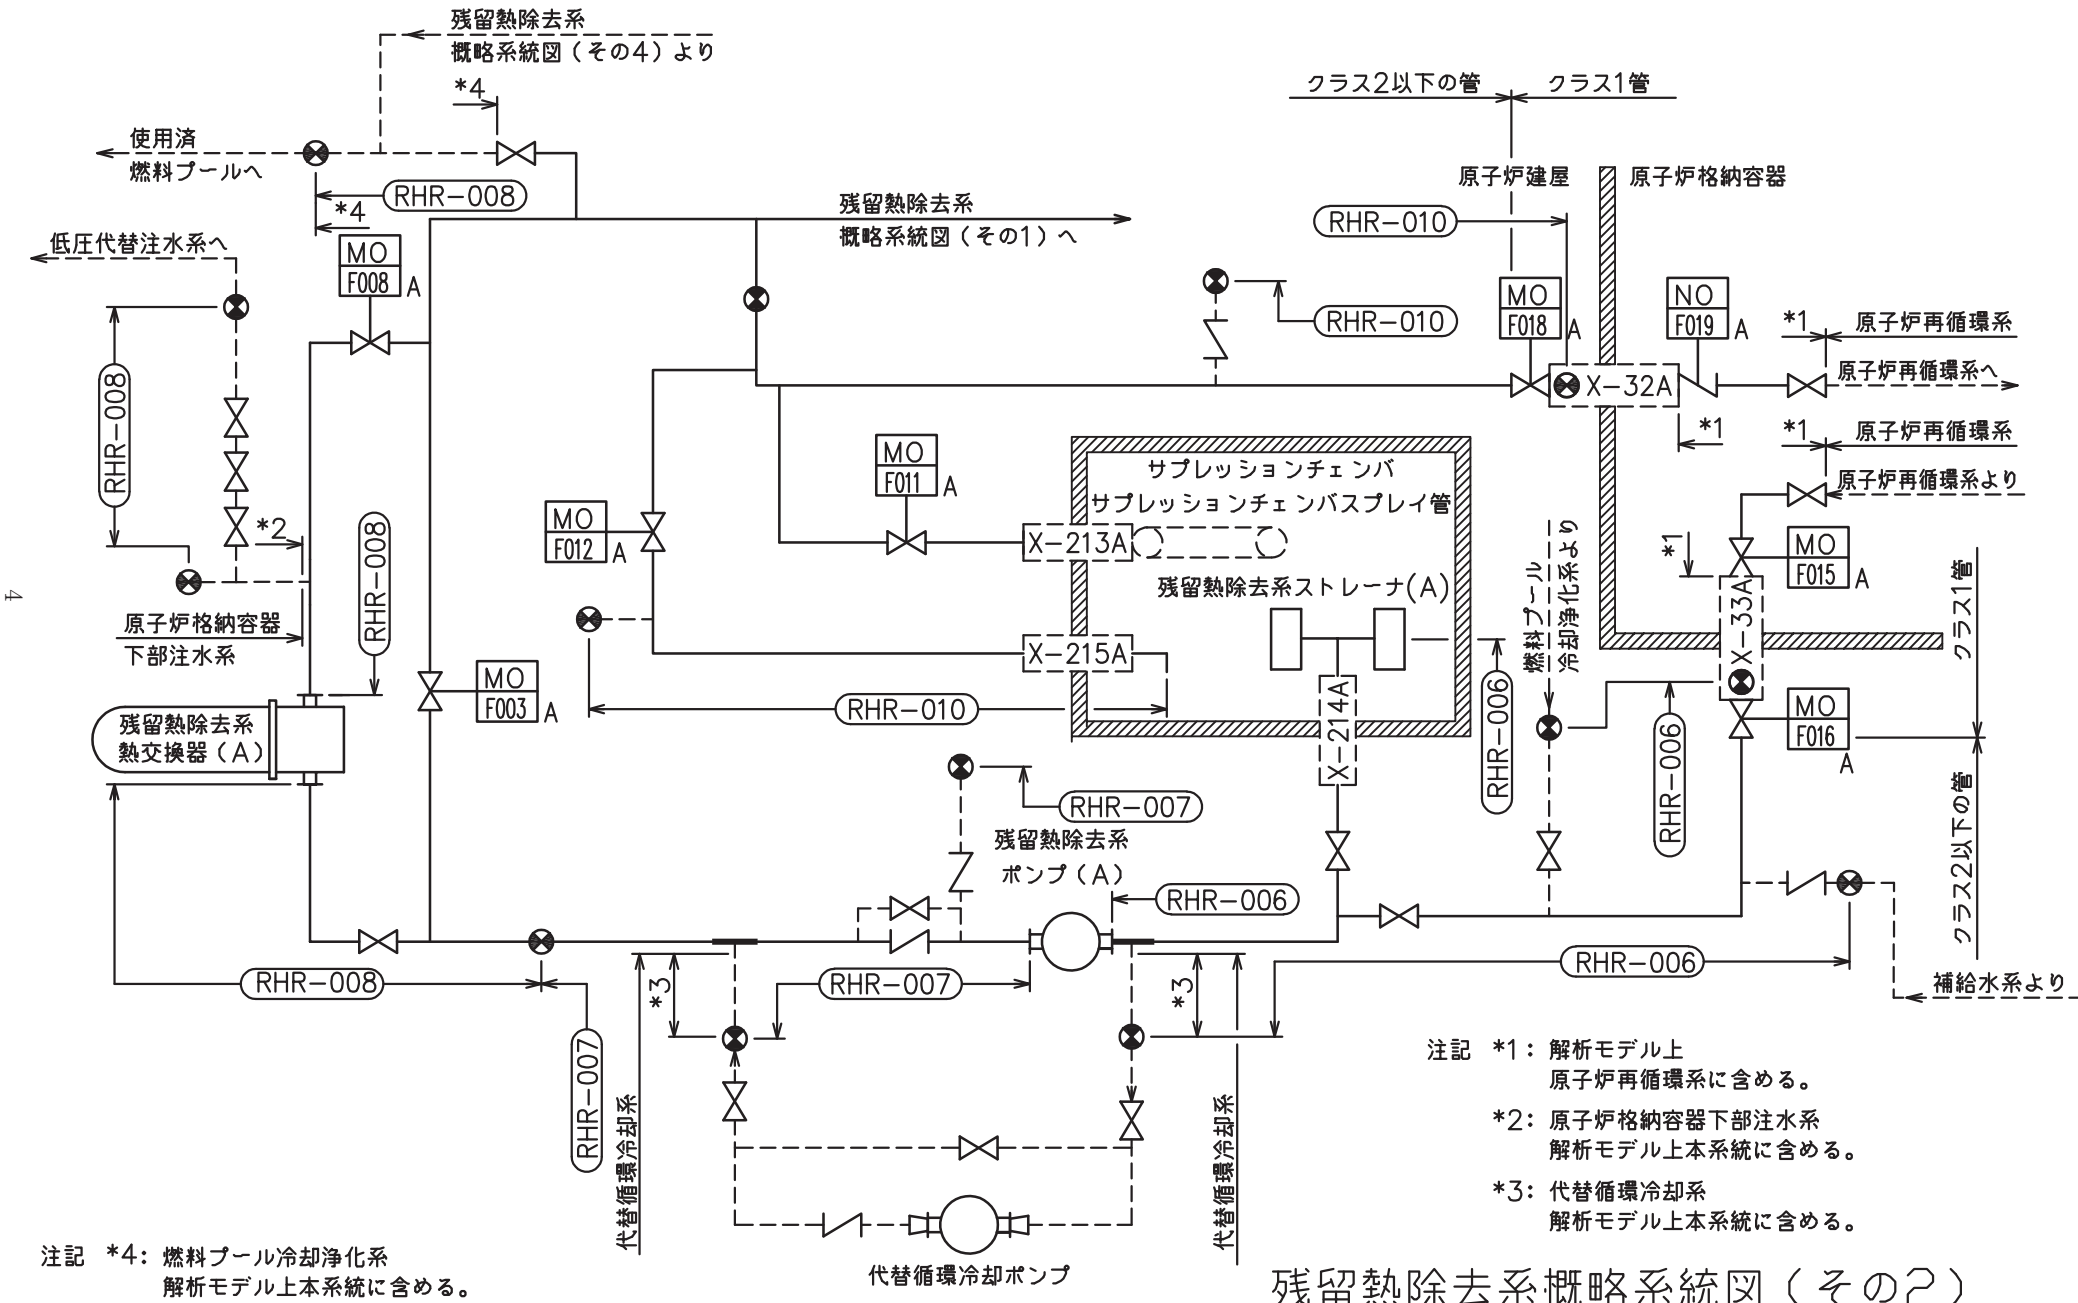 残留熱除去系
概略系統図（その4）より
*4
クラス2以下の管
クラス1管
使用済
燃料プールへ
RHR-008
*4
原子炉建屋
原子炉格納容器
残留熱除去系
概略系統図（その1）へ
RHR-010
低圧代替注水系へ
MO
F008
A
RHR-010
MO
F018
A
NO
F019
A
*1
原子炉再循環系
原子炉再循環系へ
X-32A
*1
*1
原子炉再循環系
原子炉再循環系より
RHR-008
MO
F011
A
サプレッションチェンバ
サプレッションチェンバスプレイ管
MO
F012
A
X-213A
*2
RHR-008
残留熱除去系ストレーナ(A)
燃料プール
冷却浄化系より
*1
MO
F015
A
クラス1管
4
原子炉格納容器
下部注水系
X-215A
X-33A
MO
F003
A
RHR-010
X-214A
RHR-006
RHR-006
MO
F016
A
残留熱除去系
熱交換器（A）
RHR-007
残留熱除去系
ポンプ（A）
RHR-006
クラス2以下の管
RHR-008
*3
RHR-007
*3
RHR-006
補給水系より
RHR-007
代替循環冷却系
代替循環冷却系
代替循環冷却ポンプ
注記 *1：解析モデル上
原子炉再循環系に含める。
*2：原子炉格納容器下部注水系
解析モデル上本系統に含める。
*3：代替循環冷却系
解析モデル上本系統に含める。
注記 *4：燃料プール冷却浄化系
解析モデル上本系統に含める。
残留熱除去系概略系統図（その2）